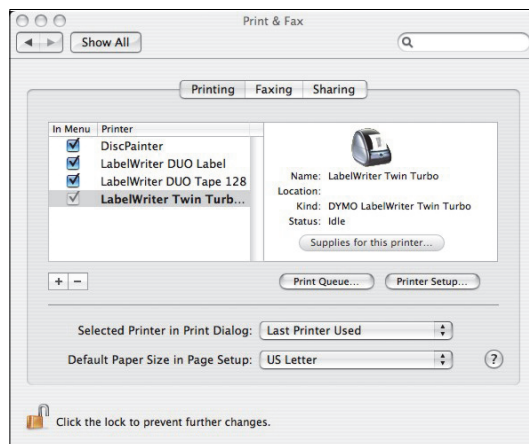 Print & Fax
Show All
Printing Faxing Sharing
In Menu Printer
DiscPainter
LabelWriter DUO Label
LabelWriter DUO Tape 128
LabelWriter Twin Turb...
Name: LabelWriter Twin Turbo
Location:
Kind: DYMO LabelWriter Twin Turbo
Status: Idle
Supplies for this printer...
+ −
Print Queue... Printer Setup...
Selected Printer in Print Dialog: Last Printer Used
Default Paper Size in Page Setup: US Letter
?
Click the lock to prevent further changes.